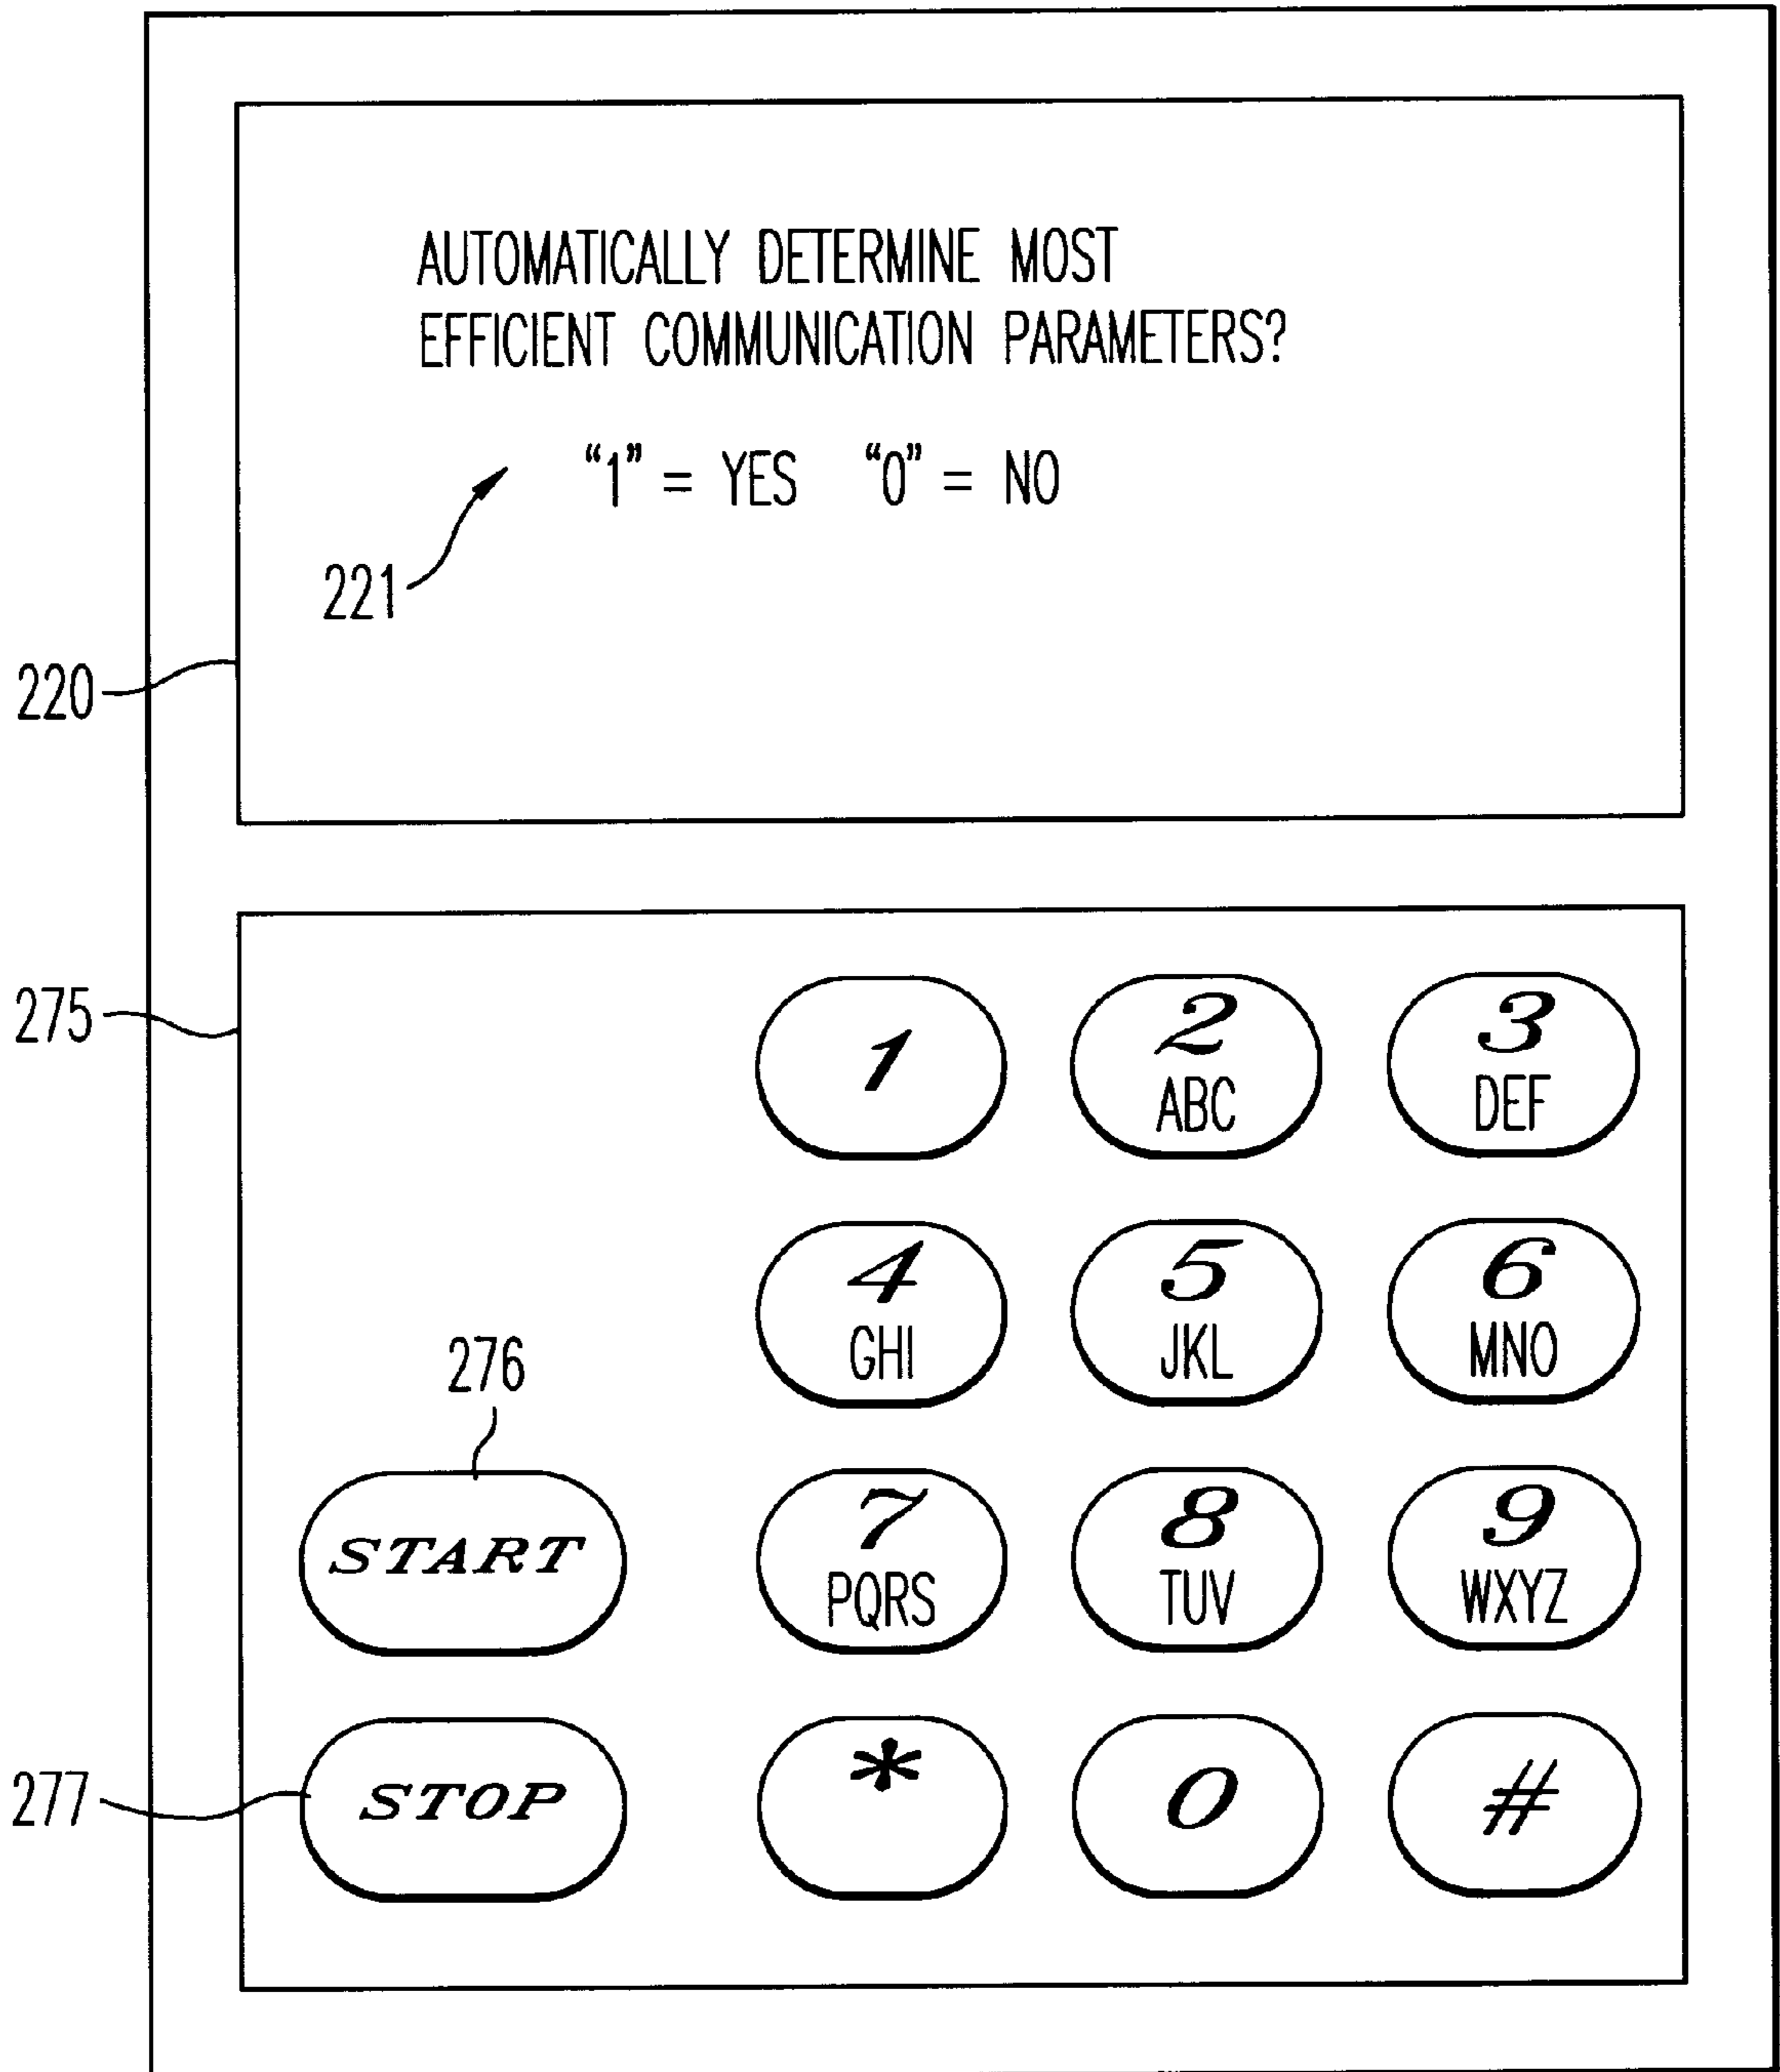 AUTOMATICALLY DETERMINE MOST
EFFICIENT COMMUNICATION PARAMETERS?
“1” = YES “0” = NO
221
220
275
1
2
ABC
3
DEF
4
GHI
5
JKL
6
MNO
276
START
7
PQRS
8
TUV
9
WXYZ
277
STOP
*
0
#